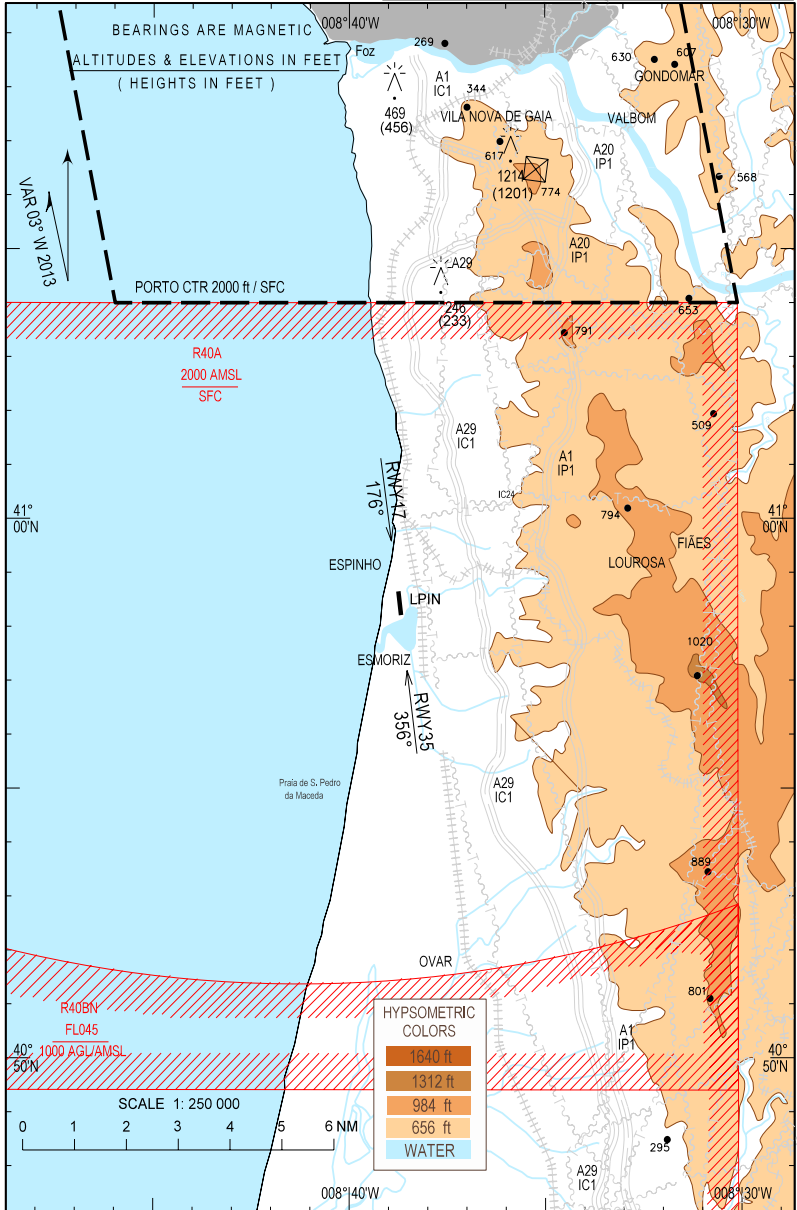 008° 40'W
008° 30'W
BEARINGS ARE MAGNETIC
ALTITUDES & ELEVATIONS IN FEET
( HEIGHTS IN FEET )
Foz
269
A1
IC1
630
607
GONDOMAR
344
469
(456)
VILA NOVA DE GAIA
VALBOM
617
A20
IP1
1214
(1201)
774
568
VAR 03° W 2013
A20
IP1
A29
PORTO CTR 2000 ft / SFC
246
(233)
653
791
R40A
2000 AMSL
SFC
509
A29
IC1
A1
IP1
RWY17
176°
IC24
794
41°
00'N
41°
00'N
FIÃES
ESPINHO
LOUROSA
LPIN
1020
ESMORIZ
RWY35
356°
Praia de S. Pedro
da Maceda
A29
IC1
889
OVAR
801
R40BN
FL045
1000 AGL/AMSL
HYPSOMETRIC
COLORS
1640 ft
1312 ft
984 ft
656 ft
WATER
A1
IP1
40°
50'N
40°
50'N
SCALE 1: 250 000
0 1 2 3 4 5 6 NM
295
A29
IC1
008° 40'W
008° 30'W